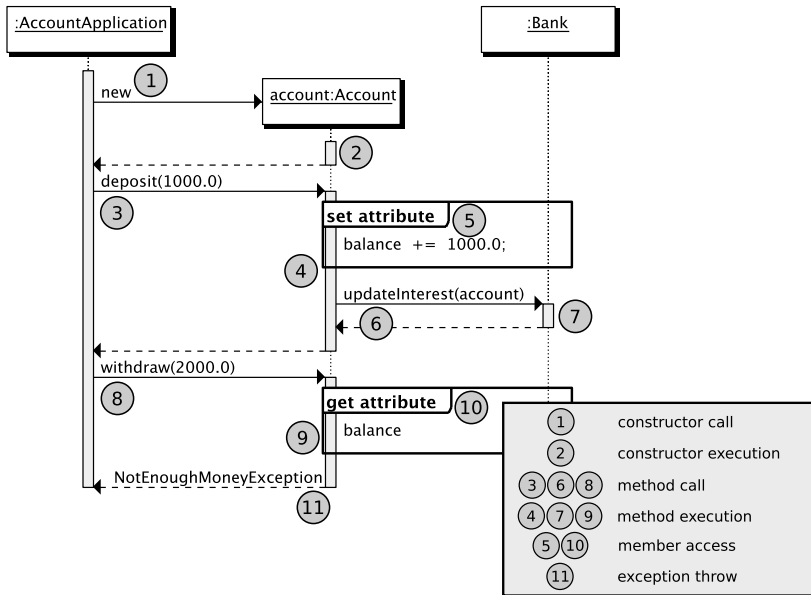 :AccountApplication
:Bank
1
new
account:Account
2
deposit(1000.0)
3
set attribute
5
balance += 1000.0;
4
updateInterest(account)
6
7
withdraw(2000.0)
8
get attribute
10
balance
9
NotEnoughMoneyException
11
1 constructor call
2 constructor execution
3 6 8 method call
4 7 9 method execution
5 10 member access
11 exception throw